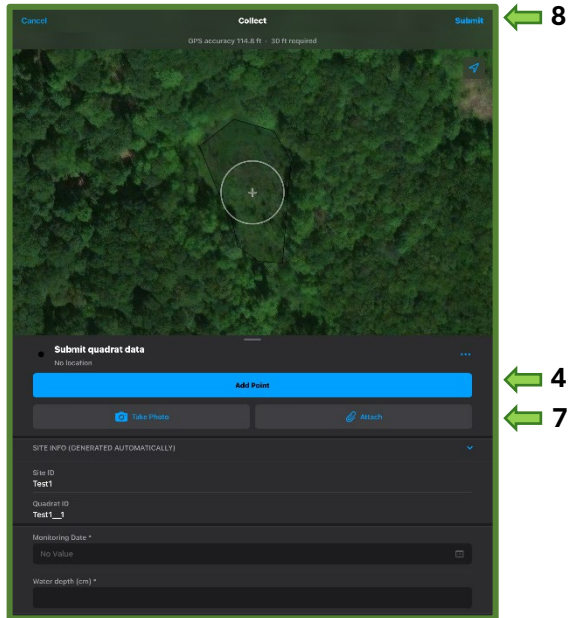 Cancel Collect Submit 8
GPS accuracy 114.8 ft · 30 ft required
Submit quadrat data
No location
Add Point 4
Take Photo Attach 7
SITE INFO (GENERATED AUTOMATICALLY)
Site ID
Test1
Quadrat ID
Test1__1
Monitoring Date *
No Value
Water depth (cm) *